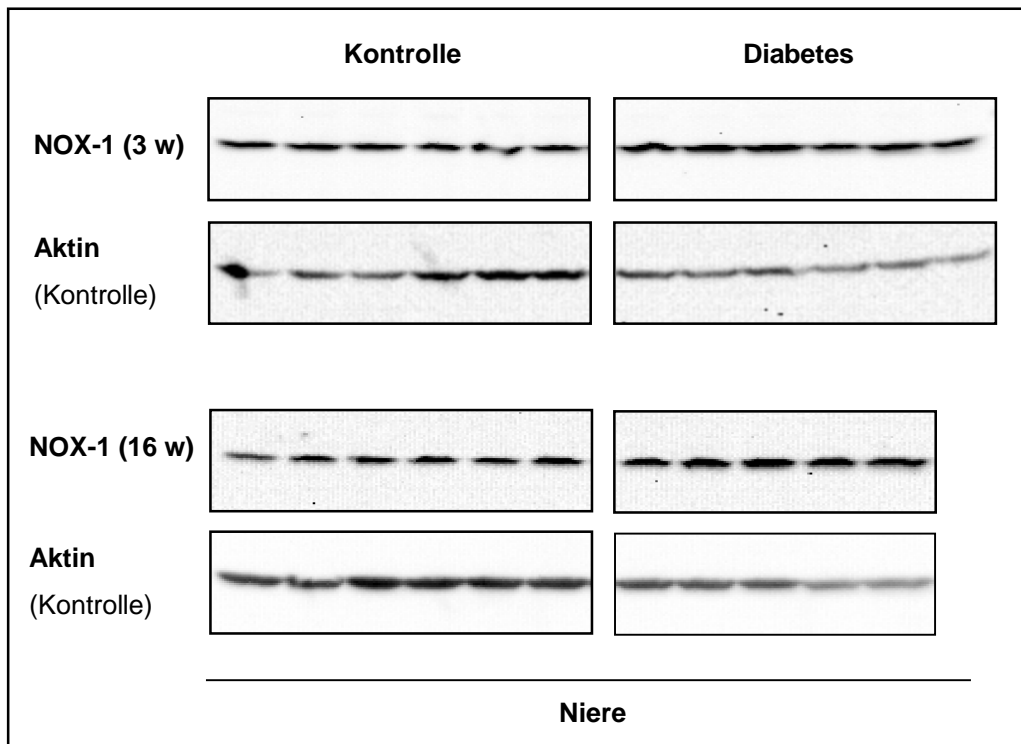 Kontrolle Diabetes
NOX-1 (3 w)
Aktin
(Kontrolle)
NOX-1 (16 w)
Aktin
(Kontrolle)
Niere